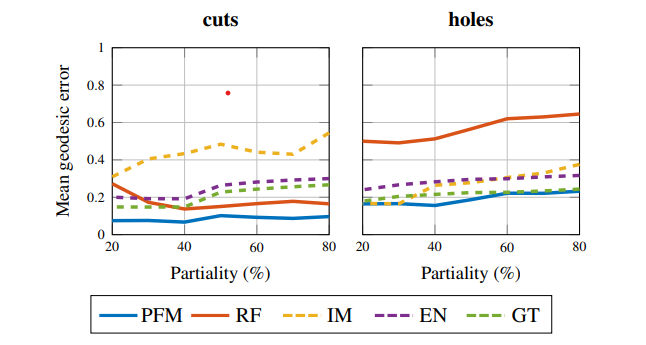 cuts
holes
Mean geodesic error
1
0.8
0.6
0.4
0.2
0
20 40 60 80
20 40 60 80
Partiality (%)
Partiality (%)
PFM RF IM EN GT